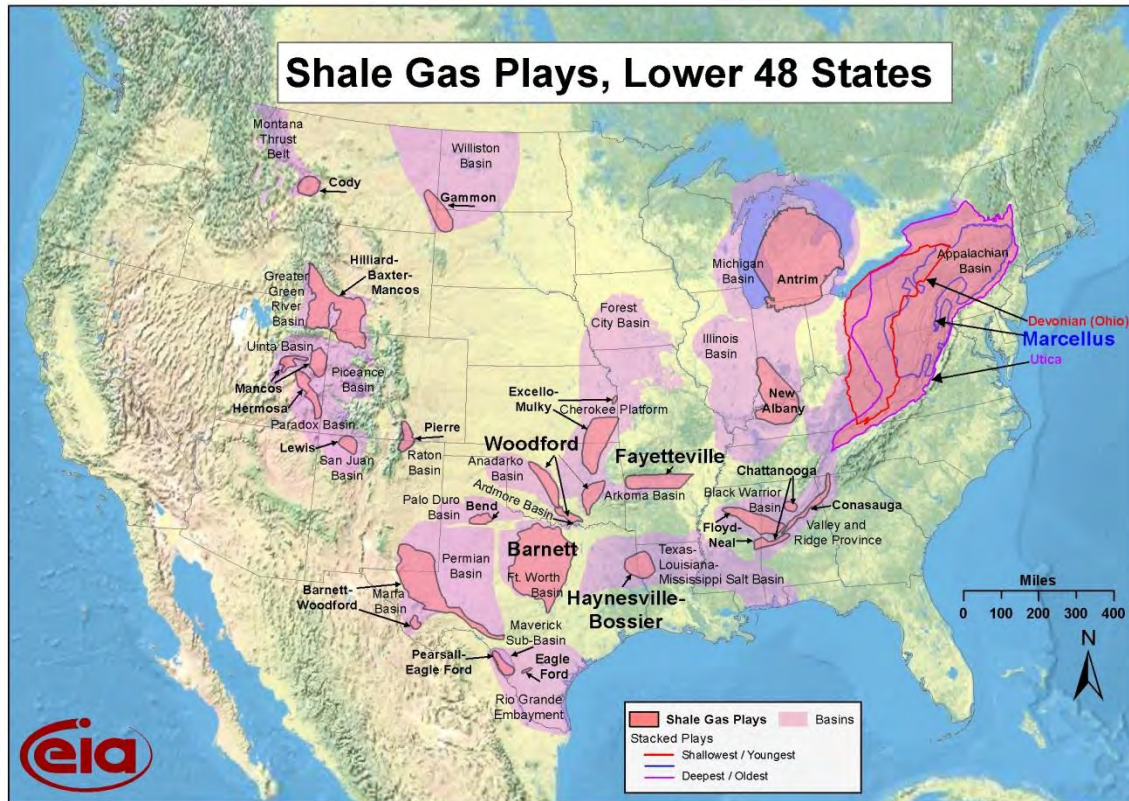 Shale Gas Plays, Lower 48 States
Montana
Thrust
Belt
Cody
Williston
Basin
Gammon
Hilliard-
Baxter-
Mancos
Greater
Green
River
Basin
Uinta Basin
Mancos
Piceance
Basin
Hermosa
Paradox Basin
Lewis
San Juan
Basin
Pierre
Raton
Basin
Michigan
Basin
Antrim
Forest
City Basin
Illinois
Basin
New
Albany
Excello-
Mulky
Cherokee Platform
Appalachian
Basin
Devonian (Ohio)
Marcellus
Utica
Woodford
Anadarko
Basin
Ardmore Basin
Fayetteville
Arkoma Basin
Palo Duro
Basin
Bend
Chattanooga
Black Warrior
Basin
Conasauga
Floyd-
Neal
Valley and
Ridge Province
Permian
Basin
Barnett
Ft. Worth
Basin
Texas-
Louisiana-
Mississippi Salt Basin
Haynesville-
Bossier
Barnett-
Woodford
Marfa
Basin
Maverick
Sub-Basin
Pearsall-
Eagle Ford
Eagle
Ford
Rio Grande
Embayment
Miles
0 100 200 300 400
N
Shale Gas Plays
Basins
Stacked Plays
Shallowest / Youngest
Deepest / Oldest
eia